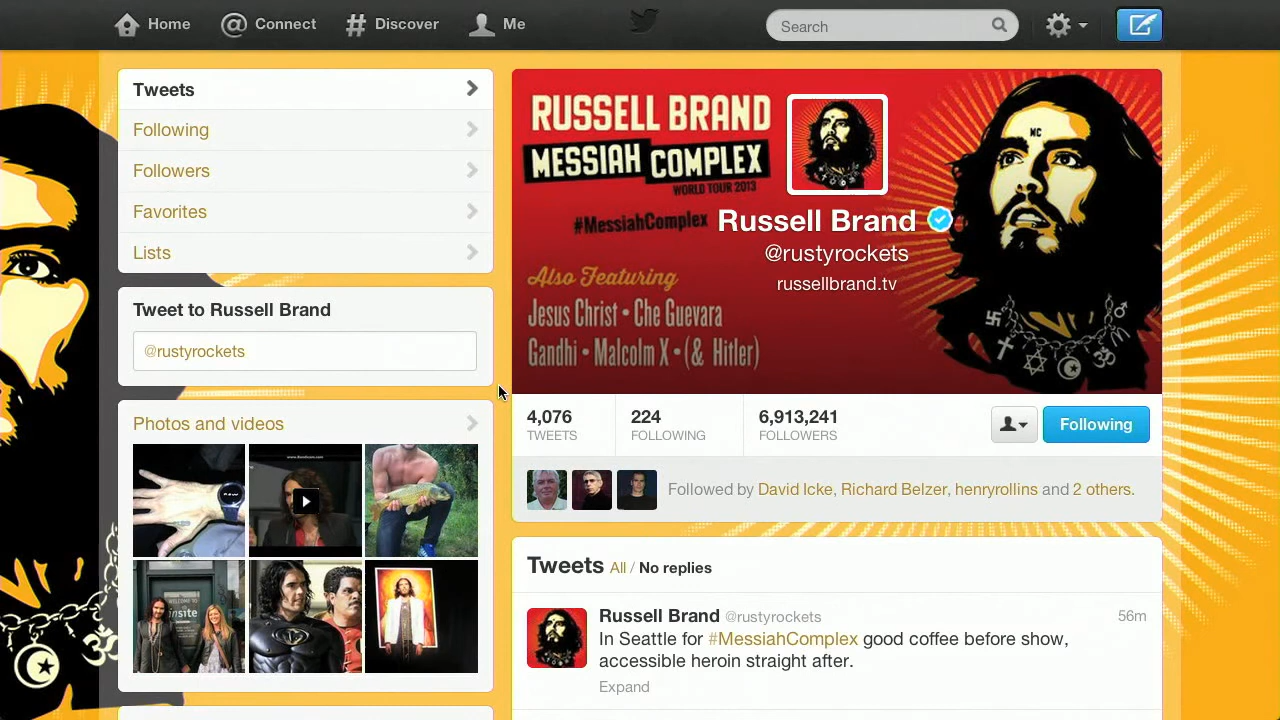 Home
Connect
Discover
Me
Search
Tweets
Following
Followers
Favorites
Lists
Tweet to Russell Brand
@rustyrockets
Photos and videos
WELCOME TO
insite
RUSSELL BRAND
MESSIAH COMPLEX
WORLD TOUR 2013
#MessiahComplex
Also Featuring
Jesus Christ • Che Guevara
Gandhi • Malcolm X • (& Hitler)
MC
Russell Brand
@rustyrockets
russellbrand.tv
4,076
TWEETS
224
FOLLOWING
6,913,241
FOLLOWERS
Following
Followed by David Icke, Richard Belzer, henryrollins and 2 others.
Tweets All / No replies
Russell Brand @rustyrockets 56m
In Seattle for #MessiahComplex good coffee before show,
accessible heroin straight after.
Expand